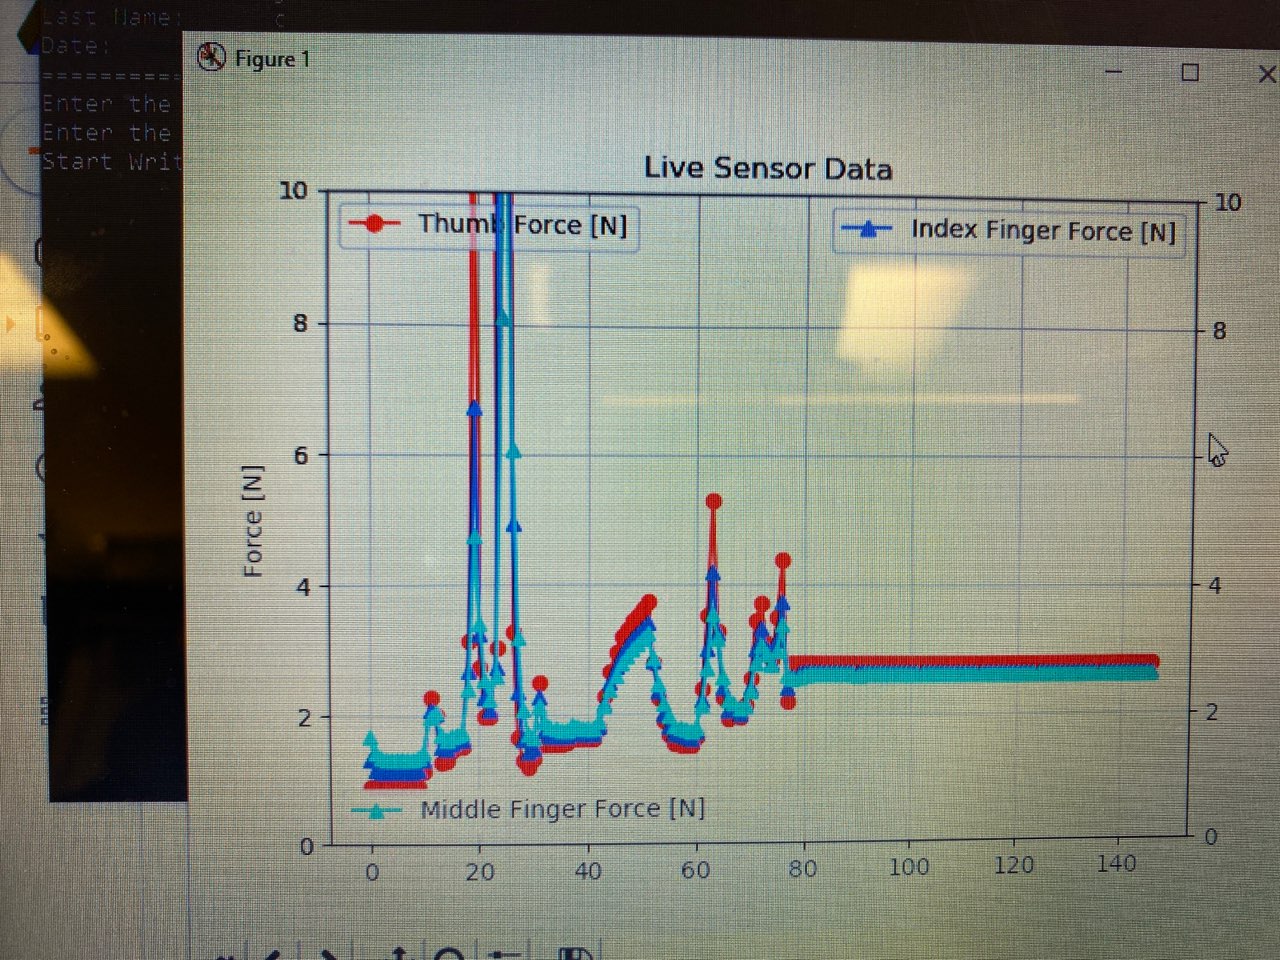 Last Name:
Date:
==========
Enter the
Enter the
Start Writ
Figure 1
Live Sensor Data
Thumb Force [N]
Index Finger Force [N]
Middle Finger Force [N]
Force [N]
10
8
6
4
2
0
10
8
4
2
0
0 20 40 60 80 100 120 140